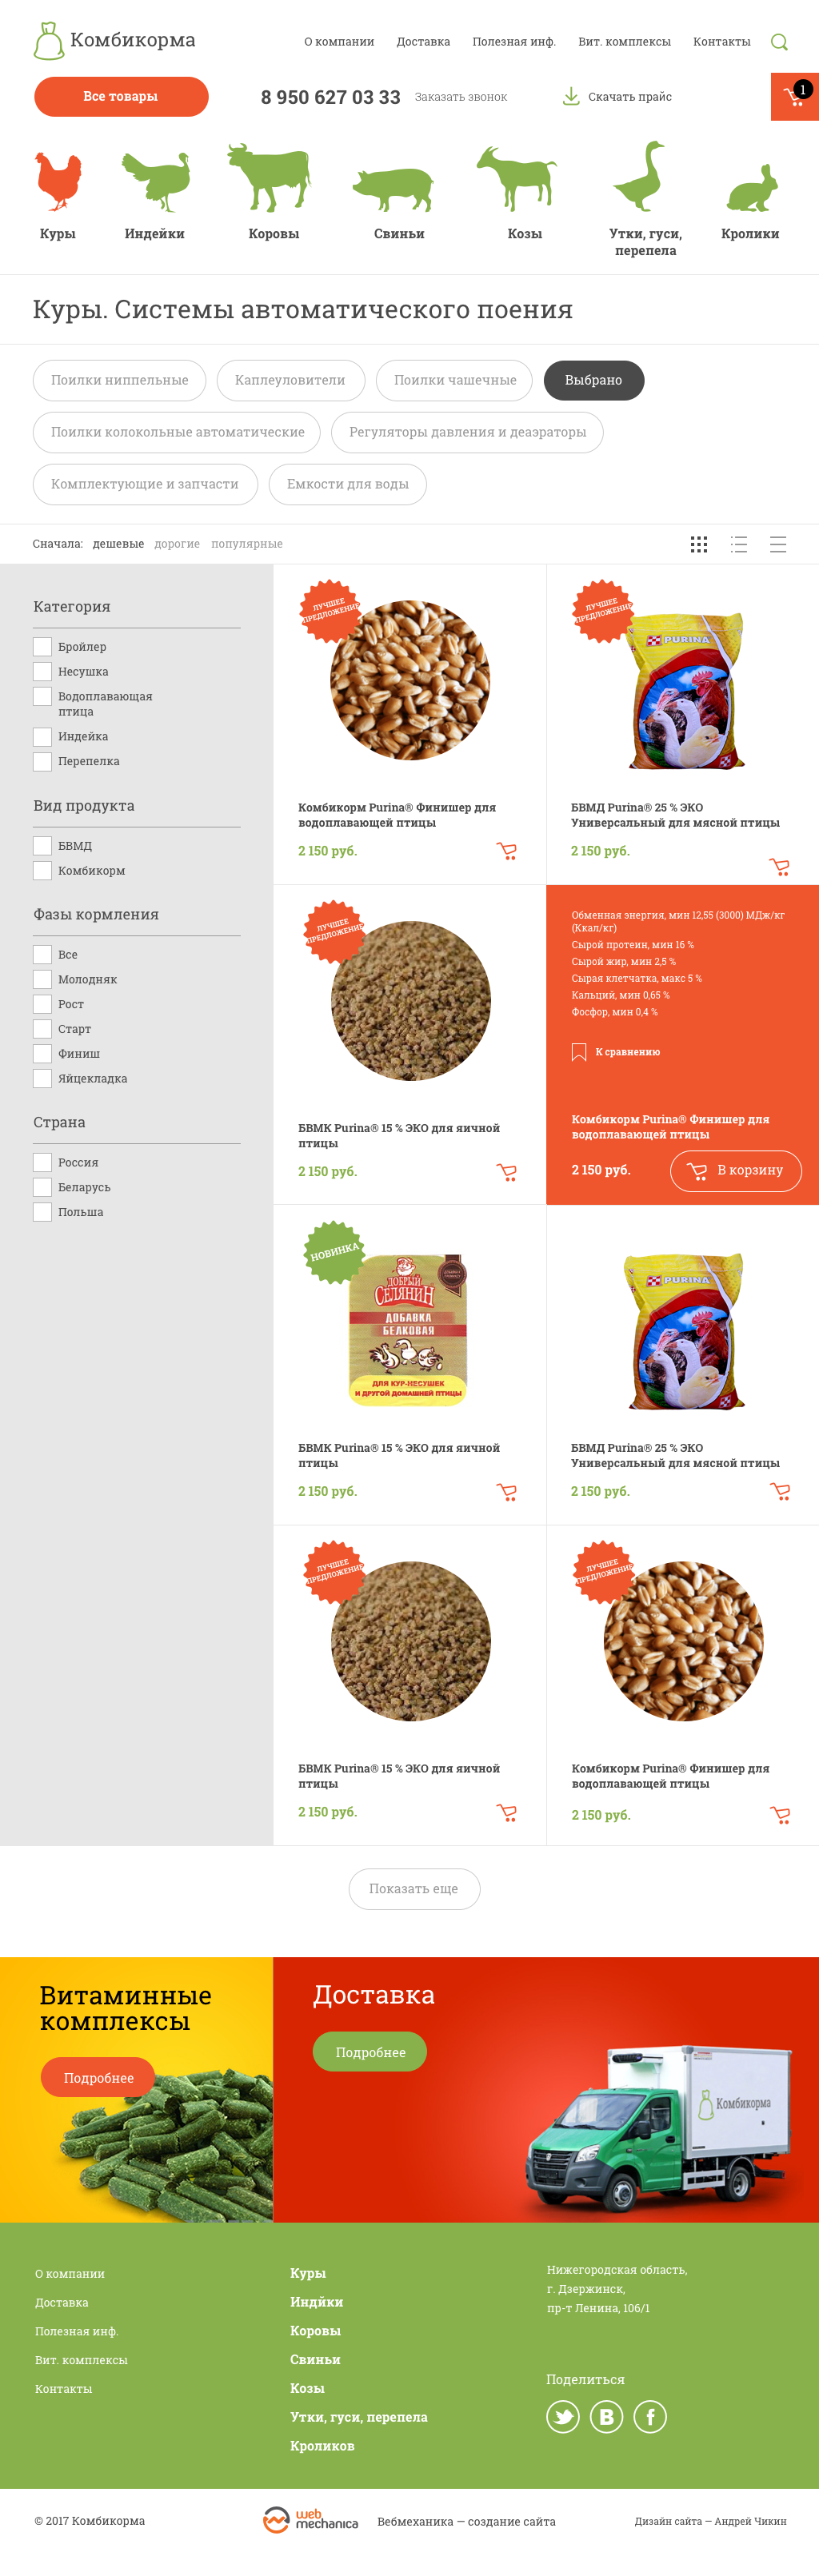 Комбикорма
О компании Доставка Полезная инф. Вит. комплексы Контакты
Все товары
8 950 627 03 33 Заказать звонок
Скачать прайс
1
Куры Индейки Коровы Свиньи Козы Утки, гуси, Кролики
перепела
Куры. Системы автоматического поения
Поилки ниппельные Каплеуловители Поилки чашечные Выбрано
Поилки колокольные автоматические Регуляторы давления и деаэраторы
Комплектующие и запчасти Емкости для воды
Сначала: дешевые дорогие популярные
Категория
Бройлер
Несушка
Водоплавающая
птица
Индейка
Перепелка
Вид продукта
БВМД
Комбикорм
Фазы кормления
Все
Молодняк
Рост
Старт
Финиш
Яйцекладка
Страна
Россия
Беларусь
Польша
ЛУЧШЕЕ
ПРЕДЛОЖЕНИЕ
Комбикорм Purina® Финишер для
водоплавающей птицы
2 150 руб.
ЛУЧШЕЕ
ПРЕДЛОЖЕНИЕ
PURINA
БВМД Purina® 25 % ЭКО
Универсальный для мясной птицы
2 150 руб.
ЛУЧШЕЕ
ПРЕДЛОЖЕНИЕ
БВМК Purina® 15 % ЭКО для яичной
птицы
2 150 руб.
Обменная энергия, мин 12,55 (3000) МДж/кг
(Ккал/кг)
Сырой протеин, мин 16 %
Сырой жир, мин 2,5 %
Сырая клетчатка, макс 5 %
Кальций, мин 0,65 %
Фосфор, мин 0,4 %
К сравнению
Комбикорм Purina® Финишер для
водоплавающей птицы
2 150 руб.
В корзину
НОВИНКА
ДОБРЫЙ
СЕЛЯНИН
ДОБАВКА
БЕЛКОВАЯ
ДЛЯ КУР-НЕСУШЕК
И ДРУГОЙ ДОМАШНЕЙ ПТИЦЫ
БВМК Purina® 15 % ЭКО для яичной
птицы
2 150 руб.
PURINA
БВМД Purina® 25 % ЭКО
Универсальный для мясной птицы
2 150 руб.
ЛУЧШЕЕ
ПРЕДЛОЖЕНИЕ
БВМК Purina® 15 % ЭКО для яичной
птицы
2 150 руб.
ЛУЧШЕЕ
ПРЕДЛОЖЕНИЕ
Комбикорм Purina® Финишер для
водоплавающей птицы
2 150 руб.
Показать еще
Витаминные
комплексы
Подробнее
Доставка
Подробнее
Комбикорма
О компании
Доставка
Полезная инф.
Вит. комплексы
Контакты
Куры
Индйки
Коровы
Свиньи
Козы
Утки, гуси, перепела
Кроликов
Нижегородская область,
г. Дзержинск,
пр-т Ленина, 106/1
Поделиться
© 2017 Комбикорма
web
mechanica
Вебмеханика — создание сайта
Дизайн сайта — Андрей Чикин